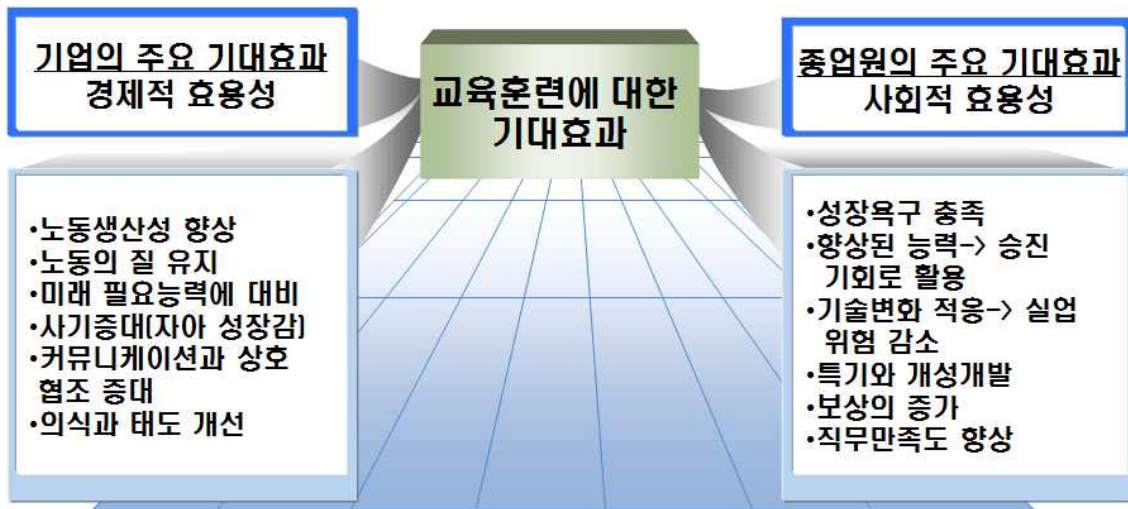 기업의 주요 기대효과
경제적 효용성
교육훈련에 대한
기대효과
종업원의 주요 기대효과
사회적 효용성
•노동생산성 향상
•노동의 질 유지
•미래 필요능력에 대비
•사기증대(자아 성장감)
•커뮤니케이션과 상호
협조 증대
•의식과 태도 개선
•성장욕구 충족
•향상된 능력-> 승진
기회로 활용
•기술변화 적응-> 실업
위험 감소
•특기와 개성개발
•보상의 증가
•직무만족도 향상